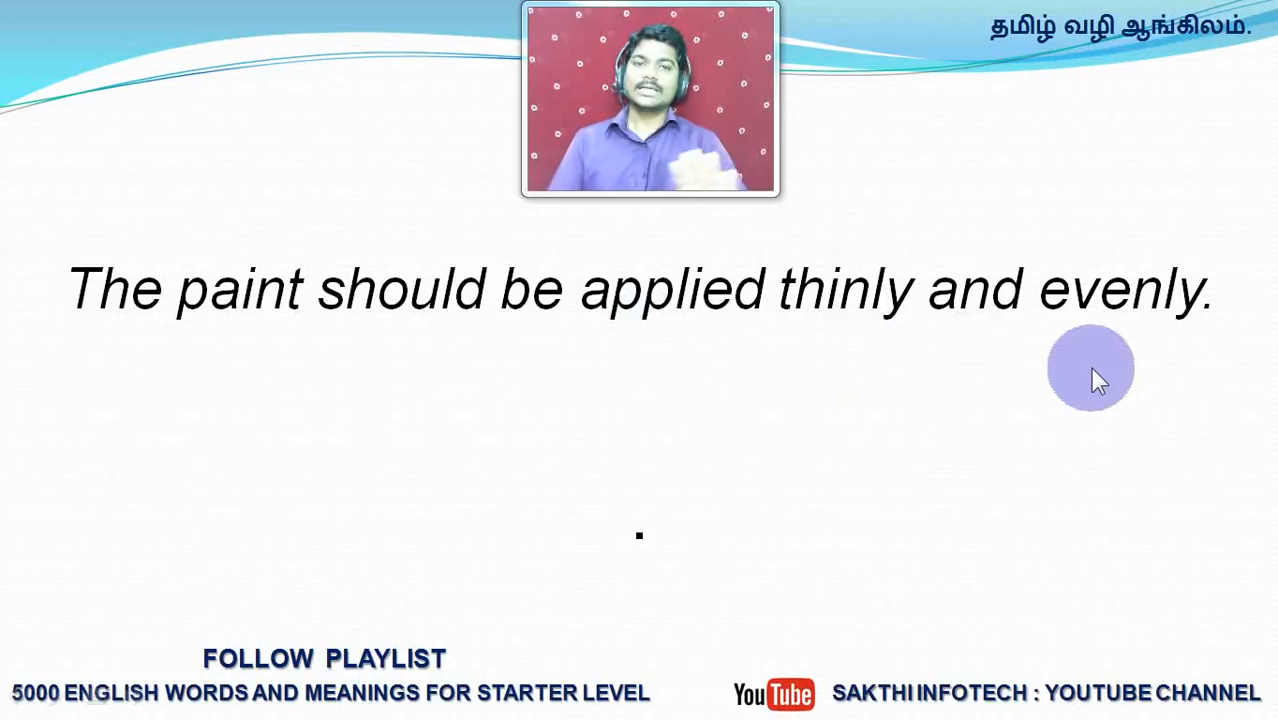 தமிழ் வழி ஆங்கிலம்.
The paint should be applied thinly and evenly.
.
FOLLOW PLAYLIST
5000 ENGLISH WORDS AND MEANINGS FOR STARTER LEVEL
YouTube SAKTHI INFOTECH : YOUTUBE CHANNEL